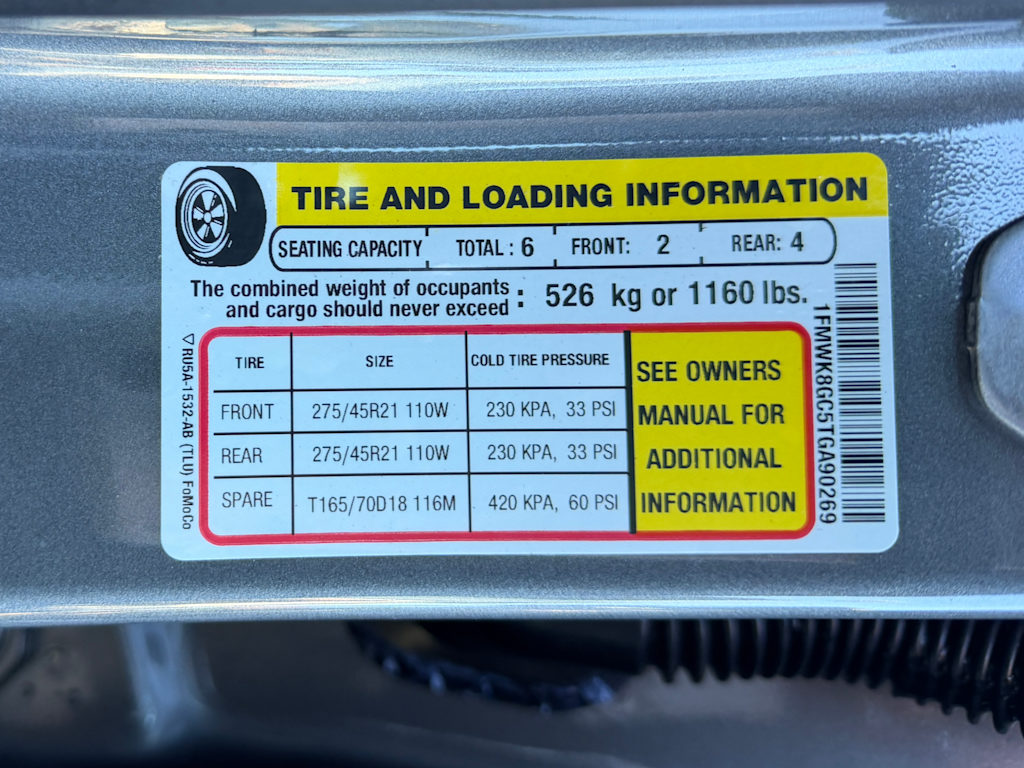 TIRE AND LOADING INFORMATION
SEATING CAPACITY TOTAL : 6 FRONT: 2 REAR: 4
The combined weight of occupants
and cargo should never exceed : 526 kg or 1160 lbs.
TIRE SIZE COLD TIRE PRESSURE
FRONT 275/45R21 110W 230 KPA, 33 PSI
REAR 275/45R21 110W 230 KPA, 33 PSI
SPARE T165/70D18 116M 420 KPA, 60 PSI
SEE OWNERS
MANUAL FOR
ADDITIONAL
INFORMATION
RU5A-1532-AB (TLU) FoMoCo
1FMWK8GC5TGA90269